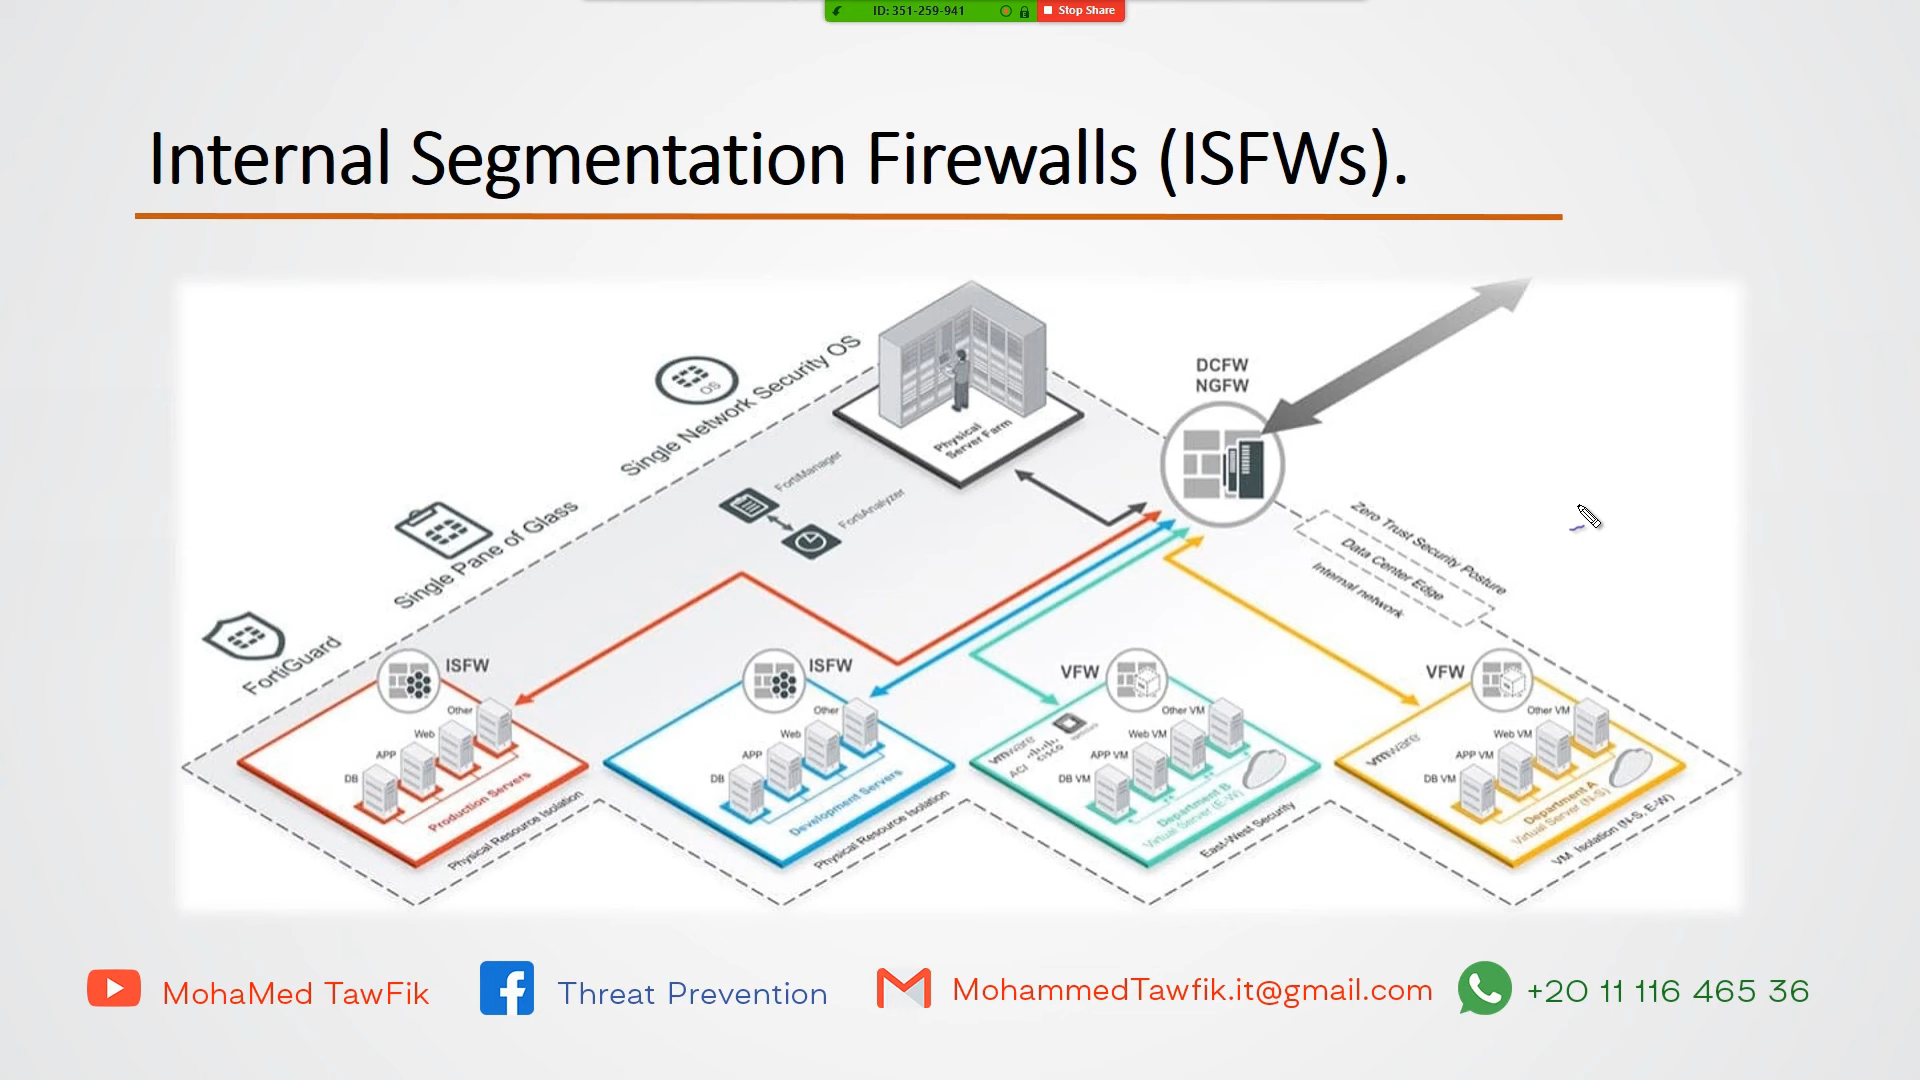 ID: 351-259-941
Stop Share
Internal Segmentation Firewalls (ISFWs).
DCFW
NGFW
OS
Single Network Security OS
Physical
Server Farm
FortiManager
FortiAnalyzer
Single Pane of Glass
FortiGuard
Zero Trust Security Posture
Data Center Edge
Internal network
ISFW
Other
Web
APP
DB
Production Servers
Physical Resource Isolation
ISFW
Other
Web
APP
DB
Development Servers
Physical Resource Isolation
VFW
vmware
CISCO
ACI
Other VM
Web VM
APP VM
DB VM
Department B
Virtual Server (E-W)
East-West Security
VFW
vmware
Other VM
Web VM
APP VM
DB VM
Department A
Virtual Server (N-S)
VM Isolation (N-S, E-W)
MohaMed TawFik
Threat Prevention
MohammedTawfik.it@gmail.com
+20 11 116 465 36